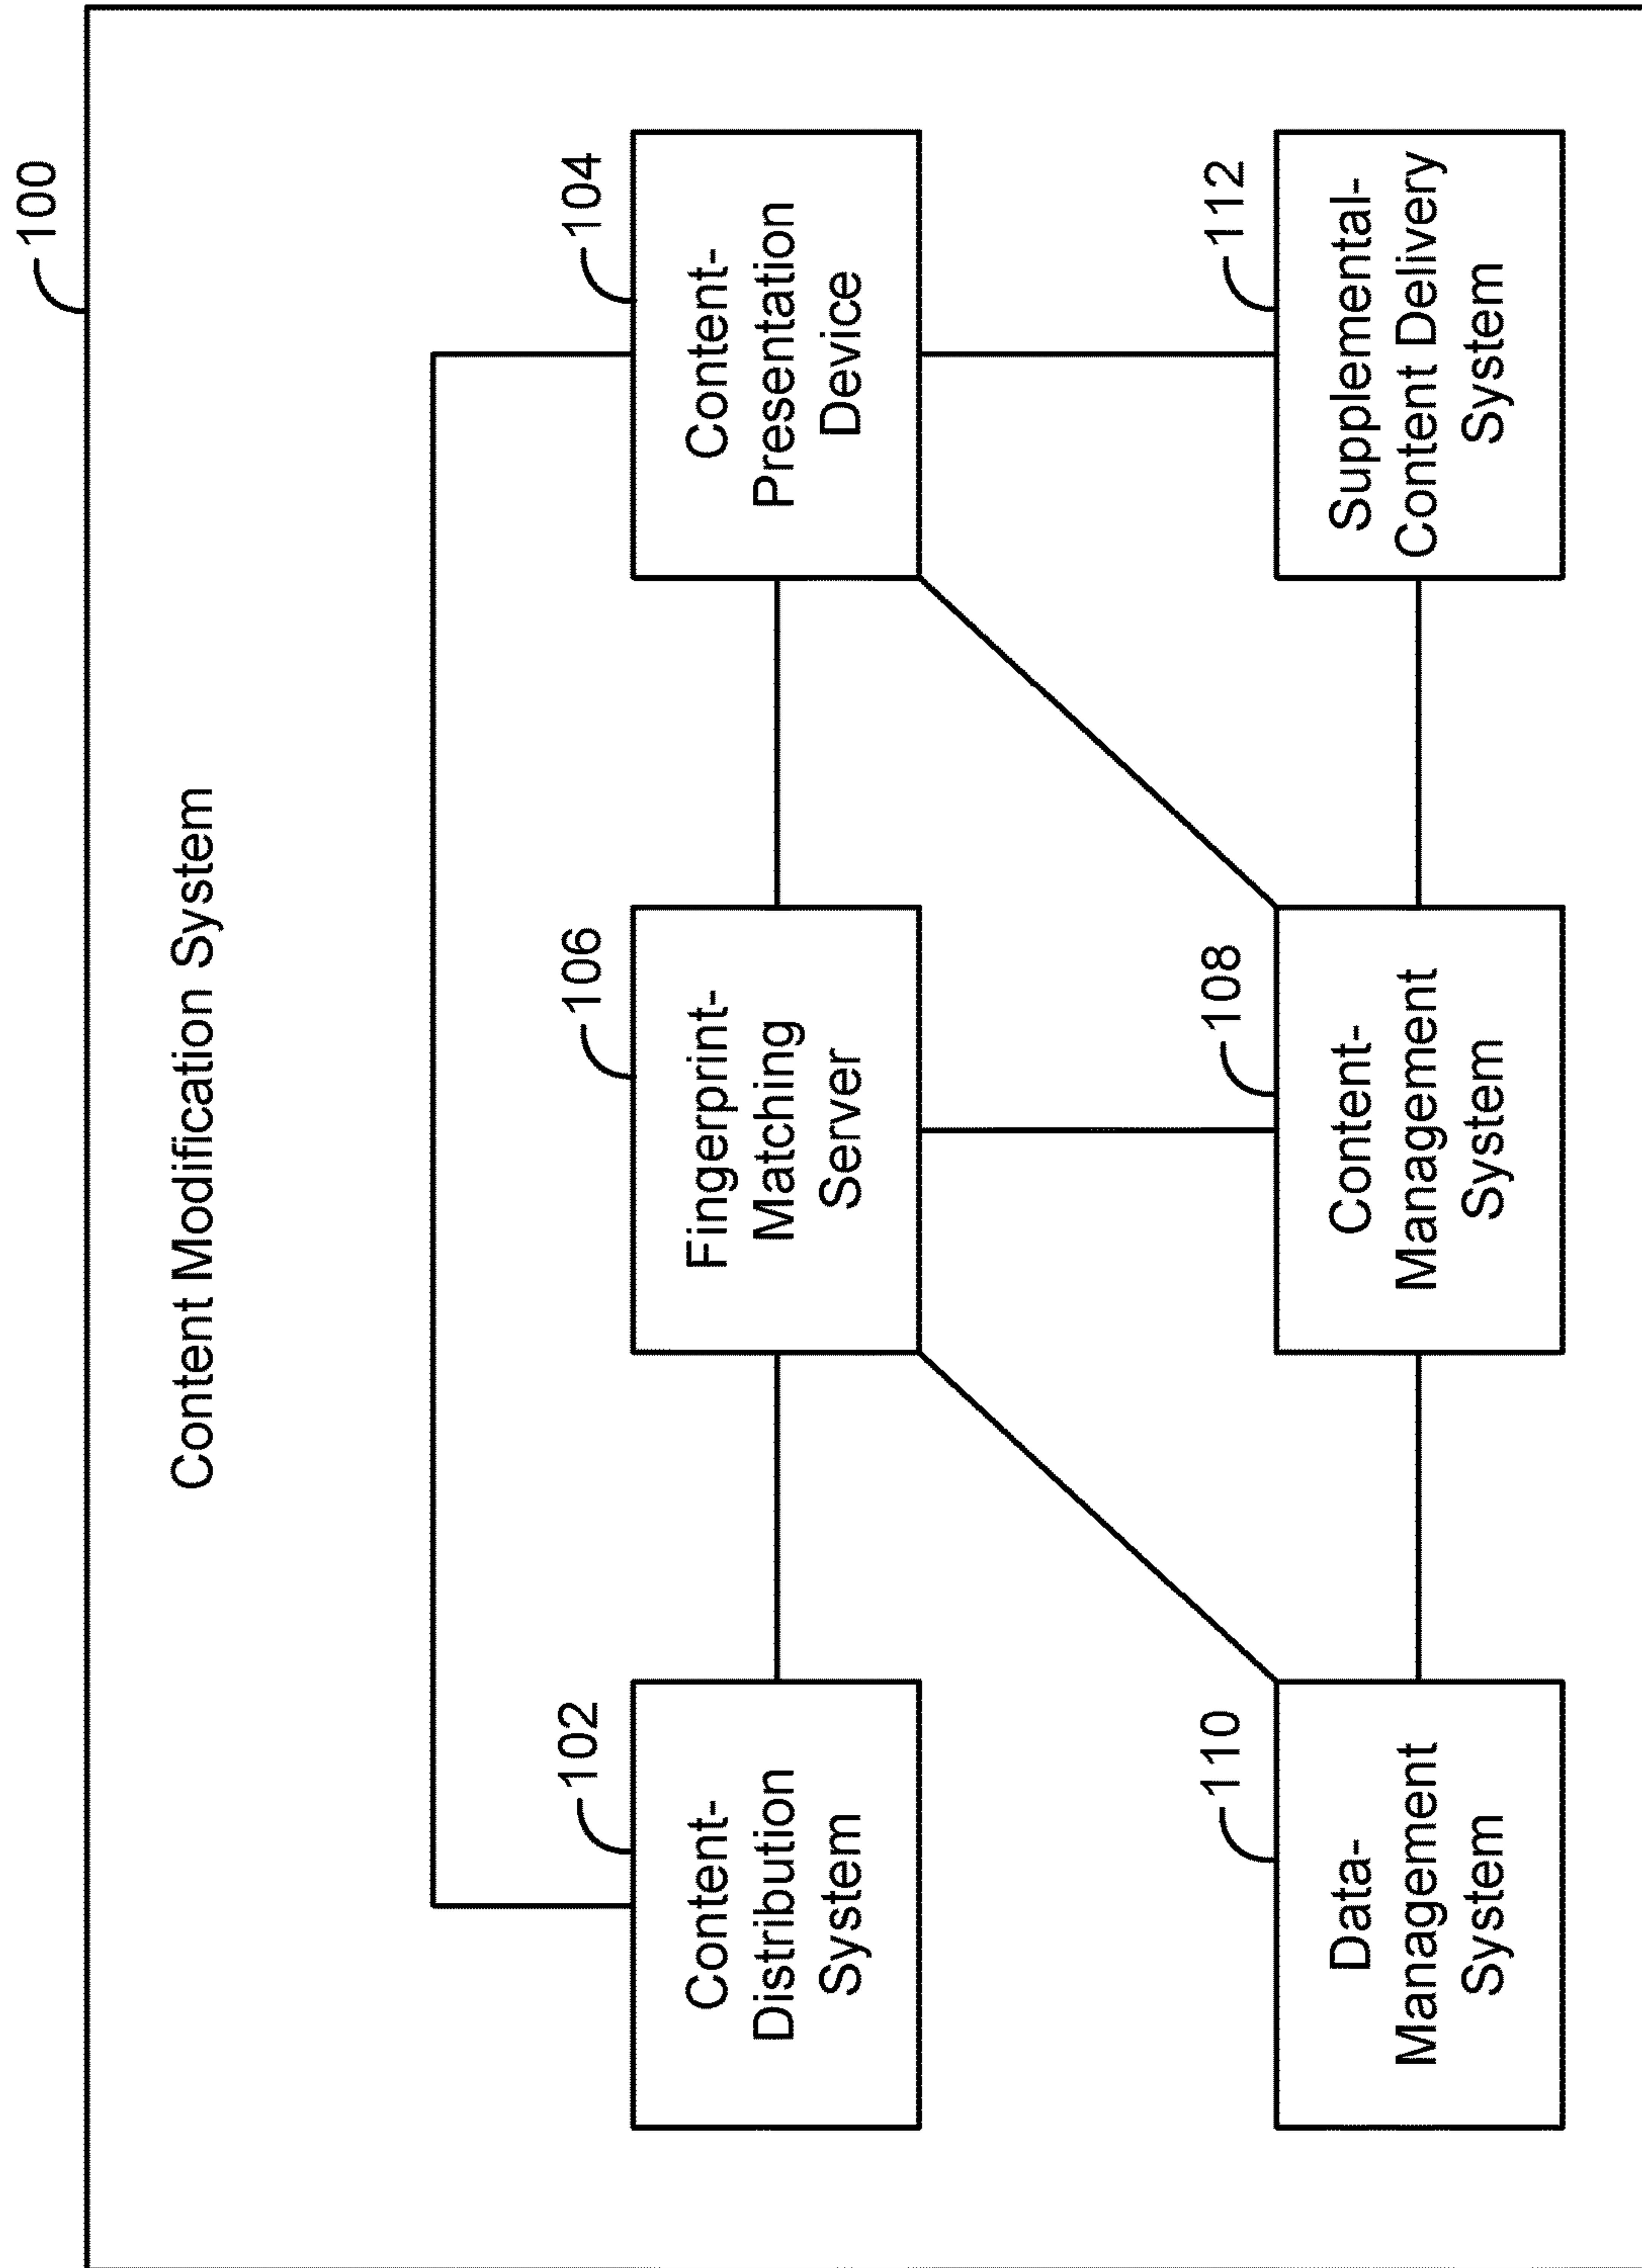 100
Content Modification System
102
Content-
Distribution
System
106
Fingerprint-
Matching
Server
104
Content-
Presentation
Device
110
Data-
Management
System
108
Content-
Management
System
112
Supplemental-
Content Delivery
System